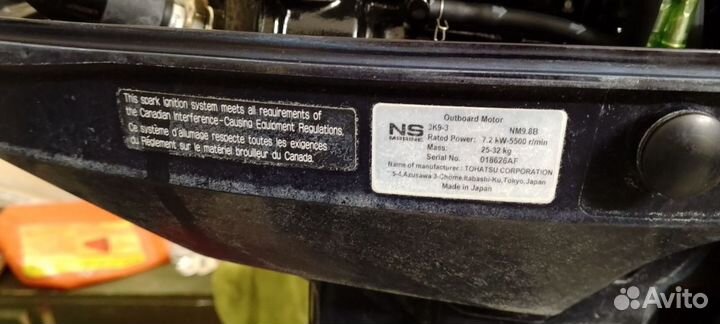 This spark ignition system meets all requirements of
the Canadian Interference-Causing Equipment Regulations.
Ce système d'allumage respecte toutes les exigences
du Règlement sur le matériel brouilleur du Canada.
Outboard Motor
NS
MARINE
3K9-3 NM9.8B
Rated Power: 7.2 kW-5500 r/min
Mass: 25-32 kg
Serial No. 018626AF
Name of manufacturer : TOHATSU CORPORATION
5-4,Azusawa 3-Chome,Itabashi-Ku,Tokyo,Japan
Made in Japan
Avito